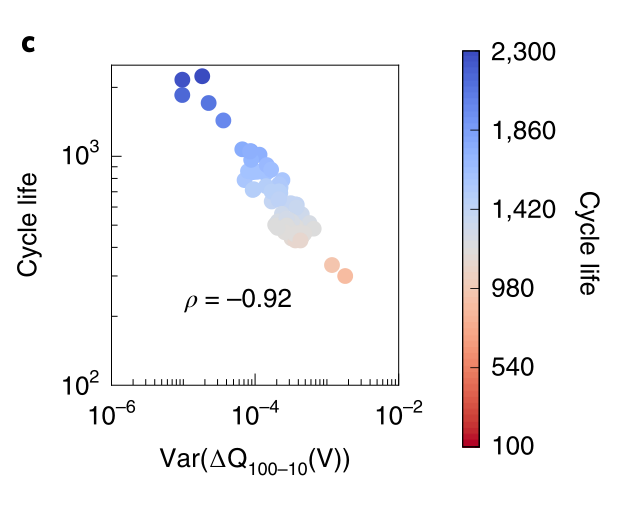 c
Cycle life
10³
10²
10⁻⁶
10⁻⁴
10⁻²
ρ = –0.92
Var(ΔQ₁₀₀₋₁₀(V))
2,300
1,860
1,420
980
540
100
Cycle life